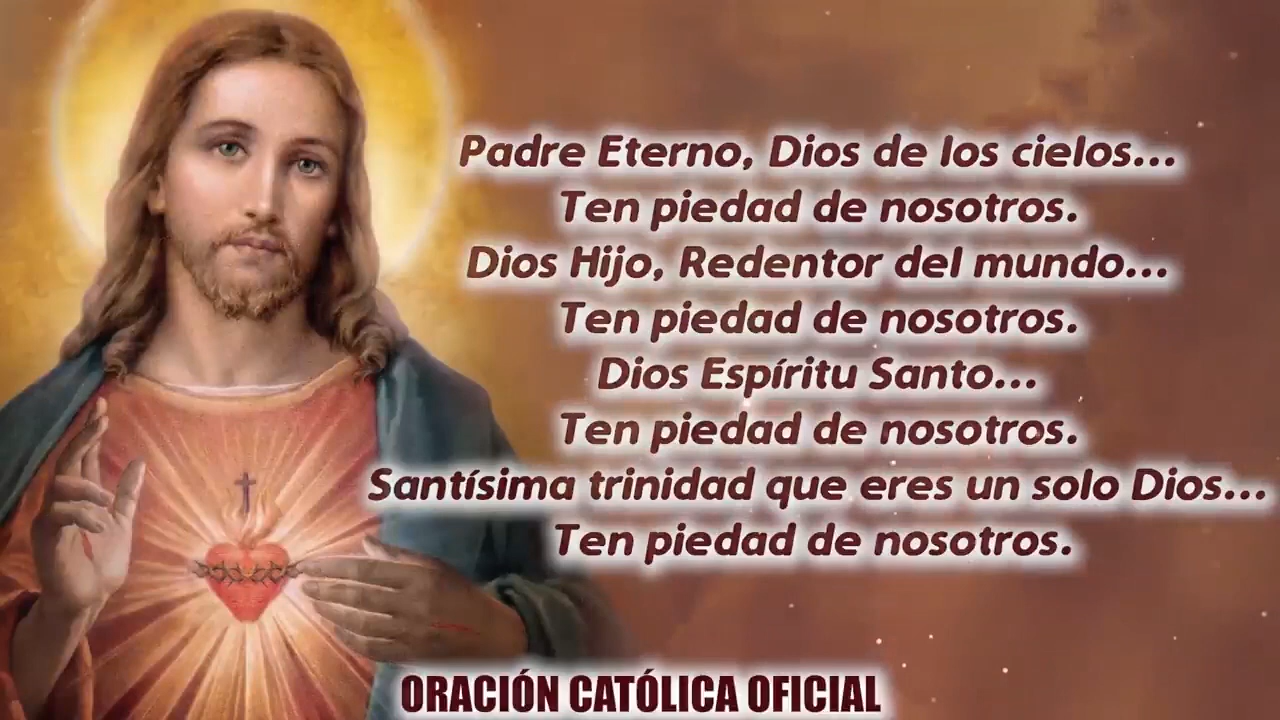 Padre Eterno, Dios de los cielos...
Ten piedad de nosotros.
Dios Hijo, Redentor del mundo...
Ten piedad de nosotros.
Dios Espíritu Santo...
Ten piedad de nosotros.
Santísima trinidad que eres un solo Dios...
Ten piedad de nosotros.
ORACIÓN CATÓLICA OFICIAL